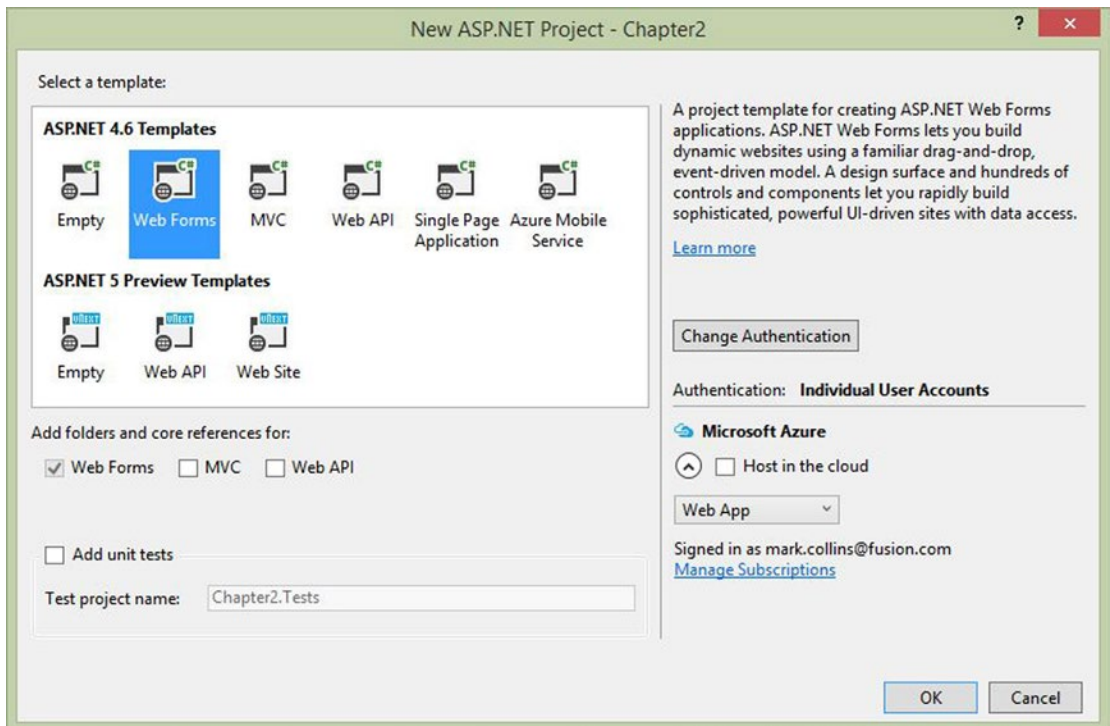 New ASP.NET Project - Chapter2
?
Select a template:
ASP.NET 4.6 Templates
C# C# C# C# C# C#
Empty Web Forms MVC Web API Single Page Application Azure Mobile Service
ASP.NET 5 Preview Templates
Empty Web API Web Site
Add folders and core references for:
Web Forms MVC Web API
Add unit tests
Test project name: Chapter2.Tests
A project template for creating ASP.NET Web Forms
applications. ASP.NET Web Forms lets you build
dynamic websites using a familiar drag-and-drop,
event-driven model. A design surface and hundreds of
controls and components let you rapidly build
sophisticated, powerful UI-driven sites with data access.
Learn more
Change Authentication
Authentication: Individual User Accounts
Microsoft Azure
Host in the cloud
Web App
Signed in as mark.collins@fusion.com
Manage Subscriptions
OK Cancel